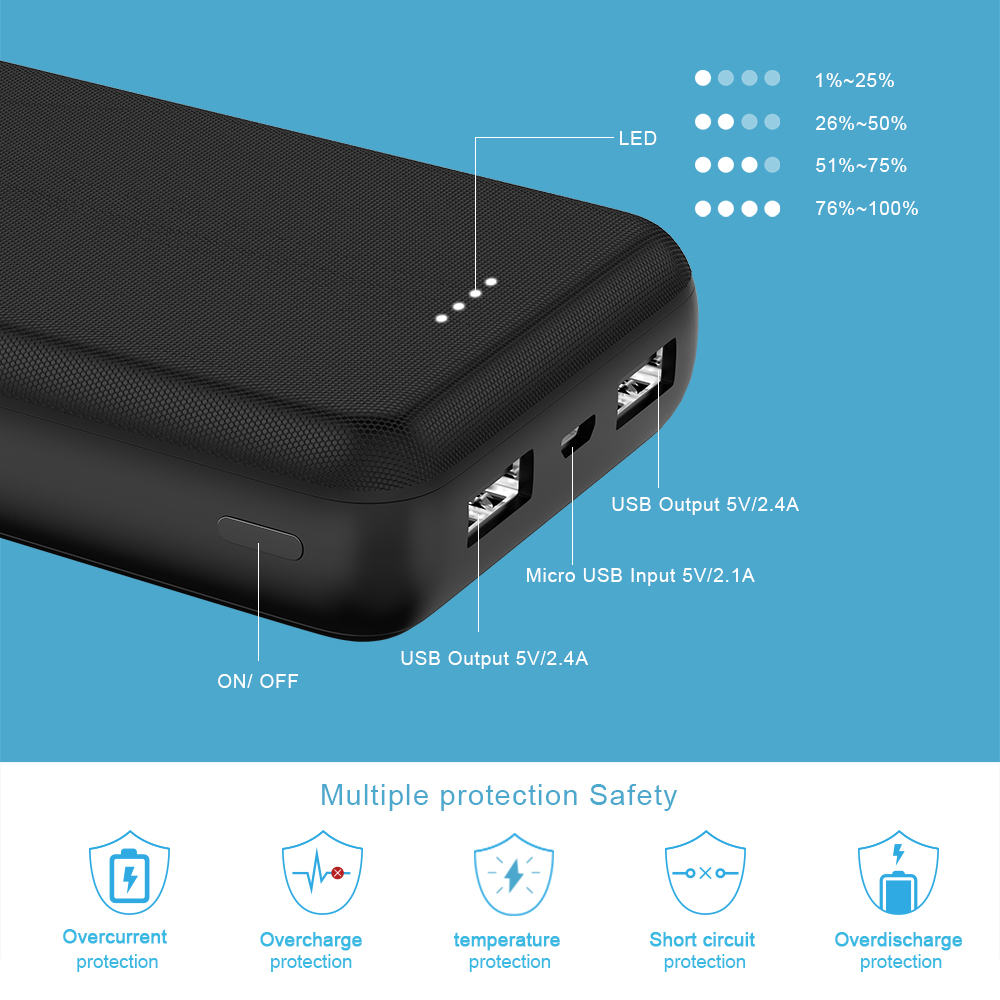 1%~25%
26%~50%
LED
51%~75%
76%~100%
USB Output 5V/2.4A
Micro USB Input 5V/2.1A
USB Output 5V/2.4A
ON/ OFF
Multiple protection Safety
Overcurrent
protection
Overcharge
protection
temperature
protection
Short circuit
protection
Overdischarge
protection